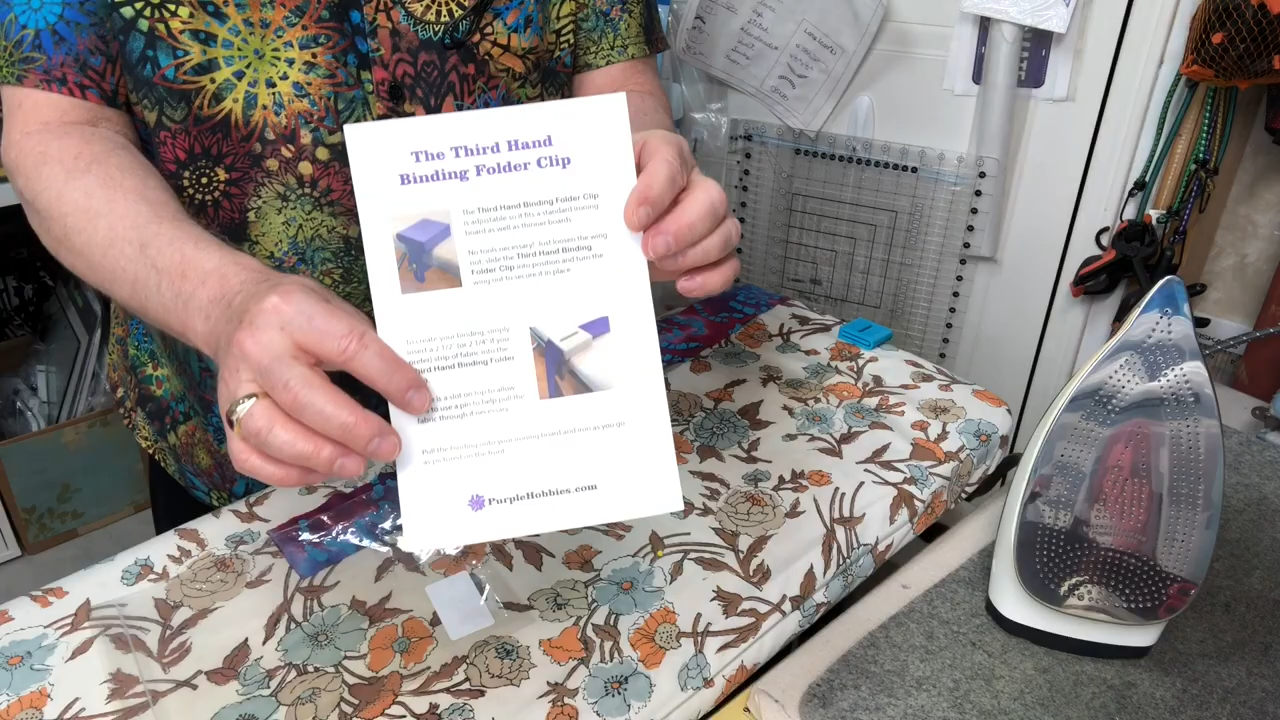 The Third Hand
Binding Folder Clip
The Third Hand Binding Folder Clip
is adjustable so it fits a standard ironing
board as well as thinner boards.
No tools necessary! Just loosen the wing
nut, slide the Third Hand Binding
Folder Clip into position and turn the
wing nut to secure it in place.
To create your binding, simply
insert a 2 1/2" (or 2 1/4" if you
prefer) strip of fabric into the
Third Hand Binding Folder
is a slot on top to allow
to use a pin to help pull the
fabric through if necessary.
Pull the binding onto your ironing board and iron as you go
as pictured on the front.
PurpleHobbies.com